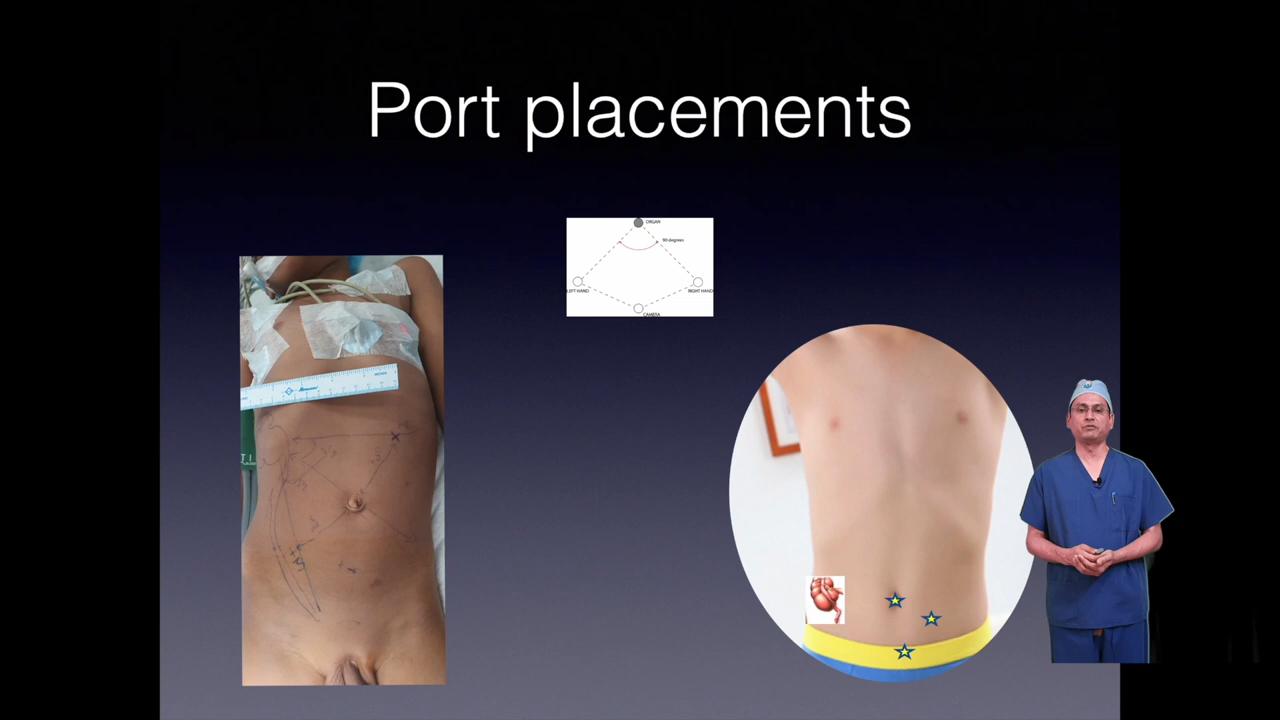 Port placements
ORGAN
90 degrees
LEFT HAND
RIGHT HAND
CAMERA